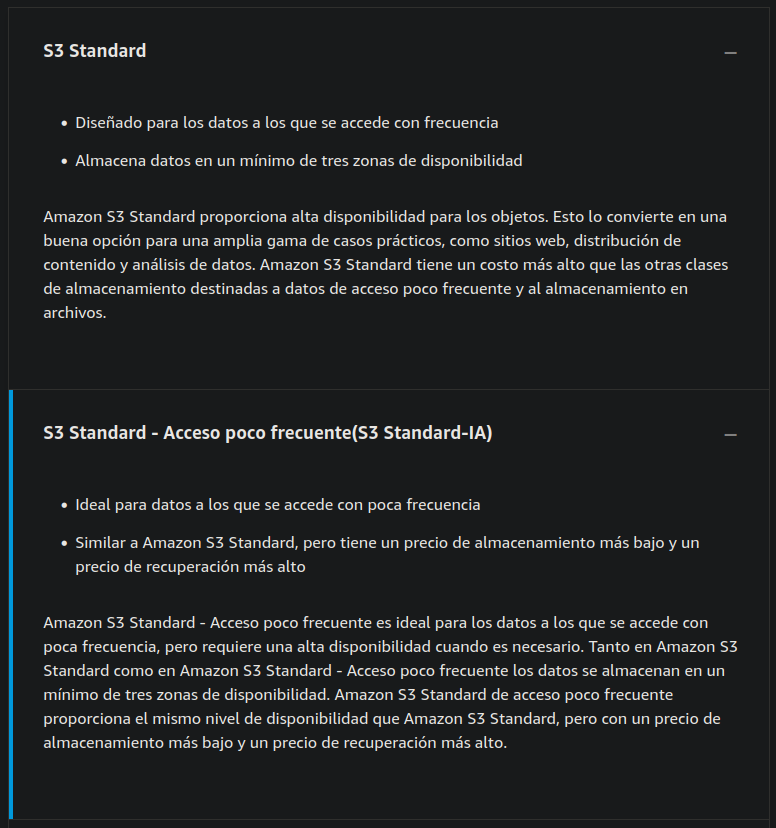 S3 Standard
• Diseñado para los datos a los que se accede con frecuencia
• Almacena datos en un mínimo de tres zonas de disponibilidad
Amazon S3 Standard proporciona alta disponibilidad para los objetos. Esto lo convierte en una
buena opción para una amplia gama de casos prácticos, como sitios web, distribución de
contenido y análisis de datos. Amazon S3 Standard tiene un costo más alto que las otras clases
de almacenamiento destinadas a datos de acceso poco frecuente y al almacenamiento en
archivos.
S3 Standard - Acceso poco frecuente(S3 Standard-IA)
• Ideal para datos a los que se accede con poca frecuencia
• Similar a Amazon S3 Standard, pero tiene un precio de almacenamiento más bajo y un
precio de recuperación más alto
Amazon S3 Standard - Acceso poco frecuente es ideal para los datos a los que se accede con
poca frecuencia, pero requiere una alta disponibilidad cuando es necesario. Tanto en Amazon S3
Standard como en Amazon S3 Standard - Acceso poco frecuente los datos se almacenan en un
mínimo de tres zonas de disponibilidad. Amazon S3 Standard de acceso poco frecuente
proporciona el mismo nivel de disponibilidad que Amazon S3 Standard, pero con un precio de
almacenamiento más bajo y un precio de recuperación más alto.